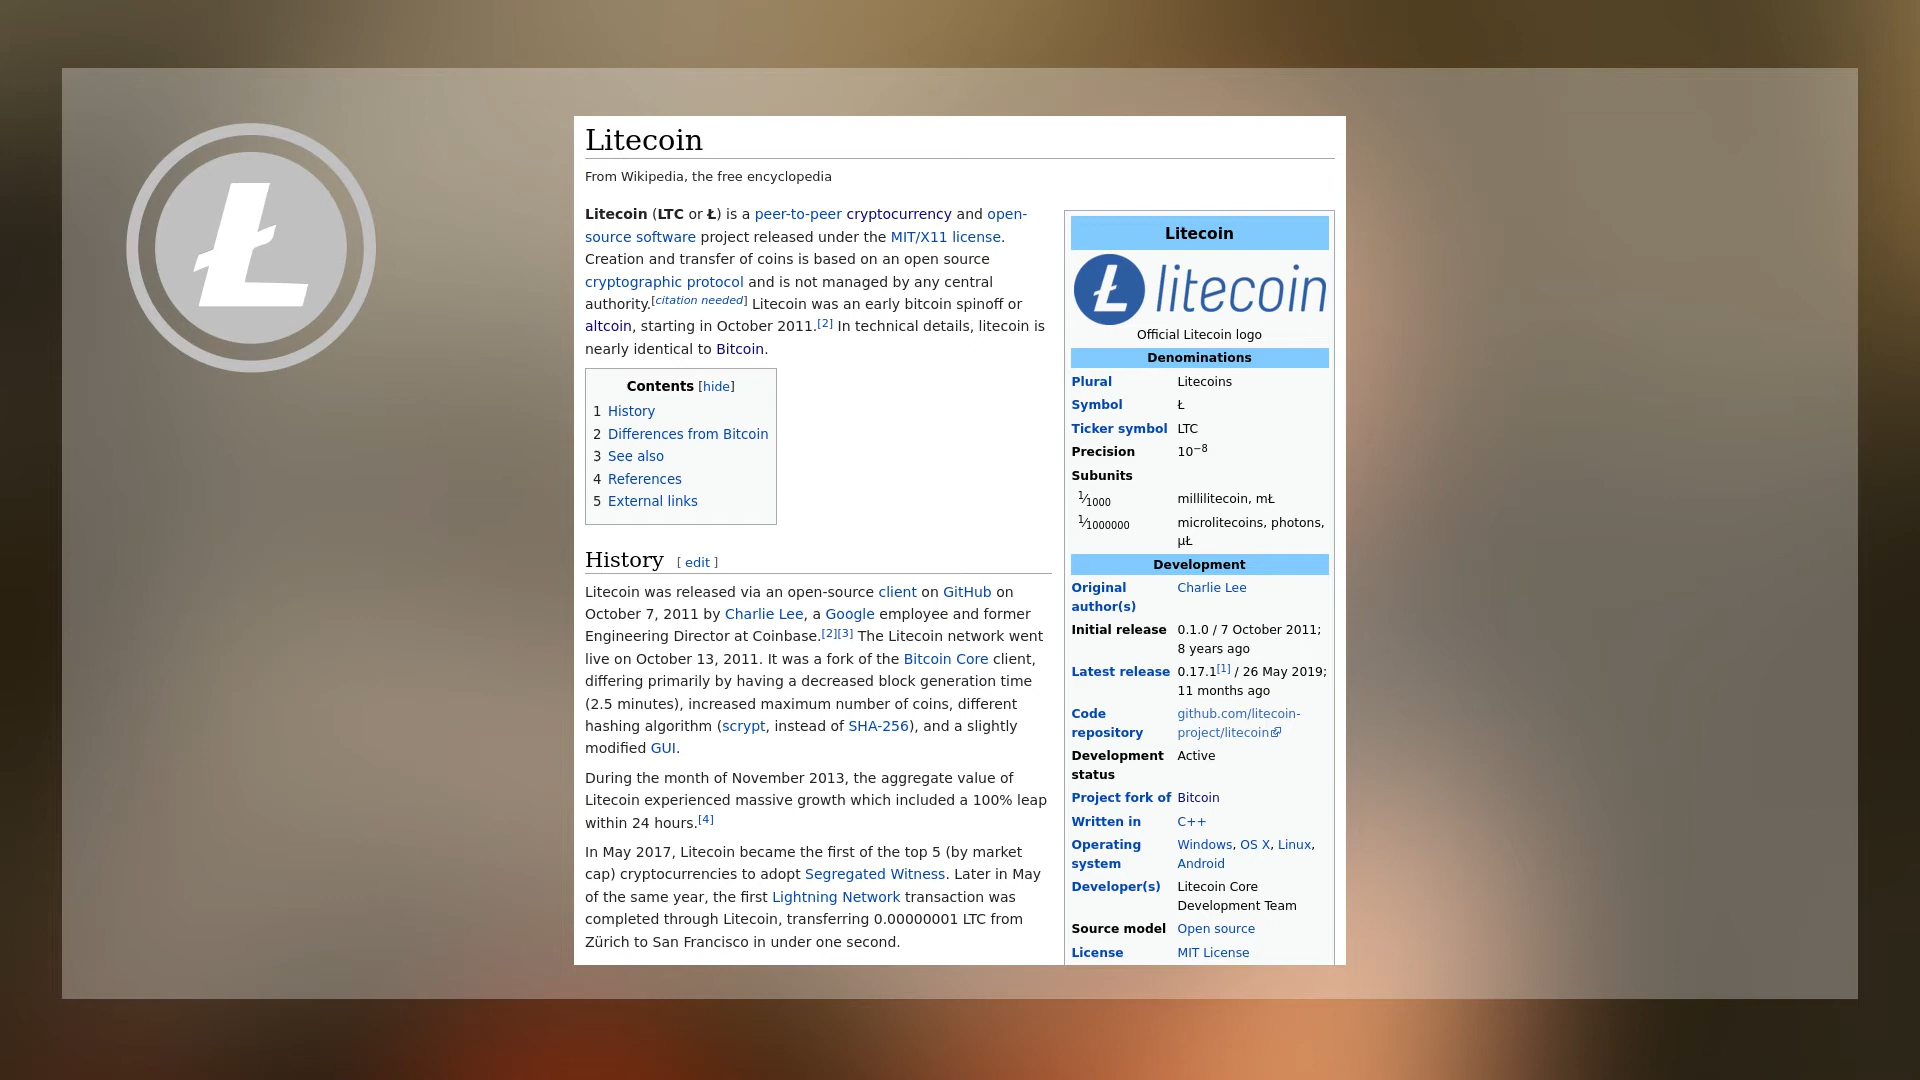 Litecoin
From Wikipedia, the free encyclopedia
Litecoin (LTC or Ł) is a peer-to-peer cryptocurrency and open-
source software project released under the MIT/X11 license.
Creation and transfer of coins is based on an open source
cryptographic protocol and is not managed by any central
authority.[citation needed] Litecoin was an early bitcoin spinoff or
altcoin, starting in October 2011.[2] In technical details, litecoin is
nearly identical to Bitcoin.
Contents [hide]
1 History
2 Differences from Bitcoin
3 See also
4 References
5 External links
History [ edit ]
Litecoin was released via an open-source client on GitHub on
October 7, 2011 by Charlie Lee, a Google employee and former
Engineering Director at Coinbase.[2][3] The Litecoin network went
live on October 13, 2011. It was a fork of the Bitcoin Core client,
differing primarily by having a decreased block generation time
(2.5 minutes), increased maximum number of coins, different
hashing algorithm (scrypt, instead of SHA-256), and a slightly
modified GUI.
During the month of November 2013, the aggregate value of
Litecoin experienced massive growth which included a 100% leap
within 24 hours.[4]
In May 2017, Litecoin became the first of the top 5 (by market
cap) cryptocurrencies to adopt Segregated Witness. Later in May
of the same year, the first Lightning Network transaction was
completed through Litecoin, transferring 0.00000001 LTC from
Zürich to San Francisco in under one second.
Litecoin
Ł litecoin
Official Litecoin logo
Denominations
Plural Litecoins
Symbol Ł
Ticker symbol LTC
Precision 10⁻⁸
Subunits
1⁄1000 millilitecoin, mŁ
1⁄1000000 microlitecoins, photons,
µŁ
Development
Original Charlie Lee
author(s)
Initial release 0.1.0 / 7 October 2011;
8 years ago
Latest release 0.17.1[1] / 26 May 2019;
11 months ago
Code github.com/litecoin-
repository project/litecoin
Development Active
status
Project fork of Bitcoin
Written in C++
Operating Windows, OS X, Linux,
system Android
Developer(s) Litecoin Core
Development Team
Source model Open source
License MIT License
Ł